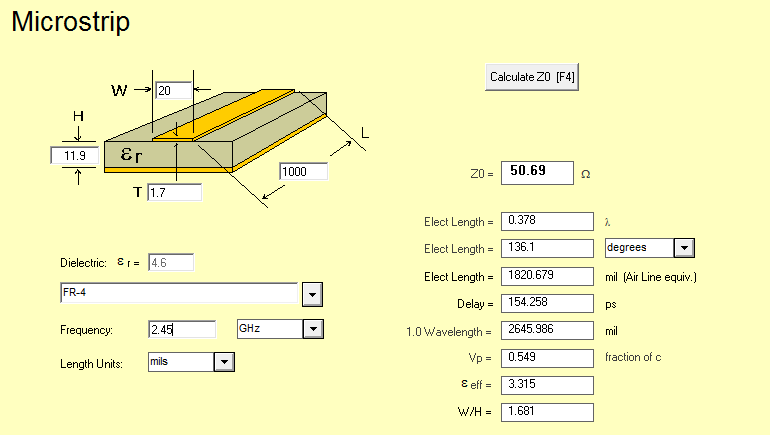 Microstrip
W 20
Calculate Z0 [F4]
H
L
11.9
εr
1000
T 1.7
Z0 = 50.69 Ω
Elect Length = 0.378 λ
Dielectric: ε r = 4.6
Elect Length = 136.1 degrees
FR-4
Elect Length = 1820.679 mil (Air Line equiv.)
Delay = 154.258 ps
Frequency: 2.45 GHz
1.0 Wavelength = 2645.986 mil
Length Units: mils
Vp = 0.549 fraction of c
ε eff = 3.315
W/H = 1.681